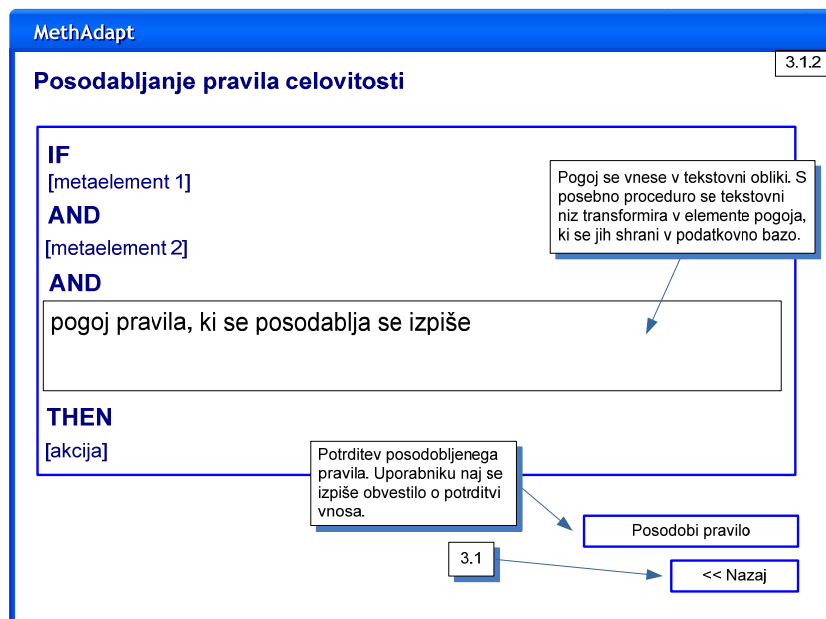 MethAdapt
3.1.2
Posodabljanje pravila celovitosti
IF
[metaelement 1]
AND
[metaelement 2]
AND
Pogoj se vnese v tekstovni obliki. S
posebno proceduro se tekstovni
niz transformira v elemente pogoja,
ki se jih shrani v podatkovno bazo.
pogoj pravila, ki se posodablja se izpiše
THEN
[akcija]
Potrditev posodobljenega
pravila. Uporabniku naj se
izpiše obvestilo o potrditvi
vnosa.
Posodobi pravilo
3.1
<< Nazaj